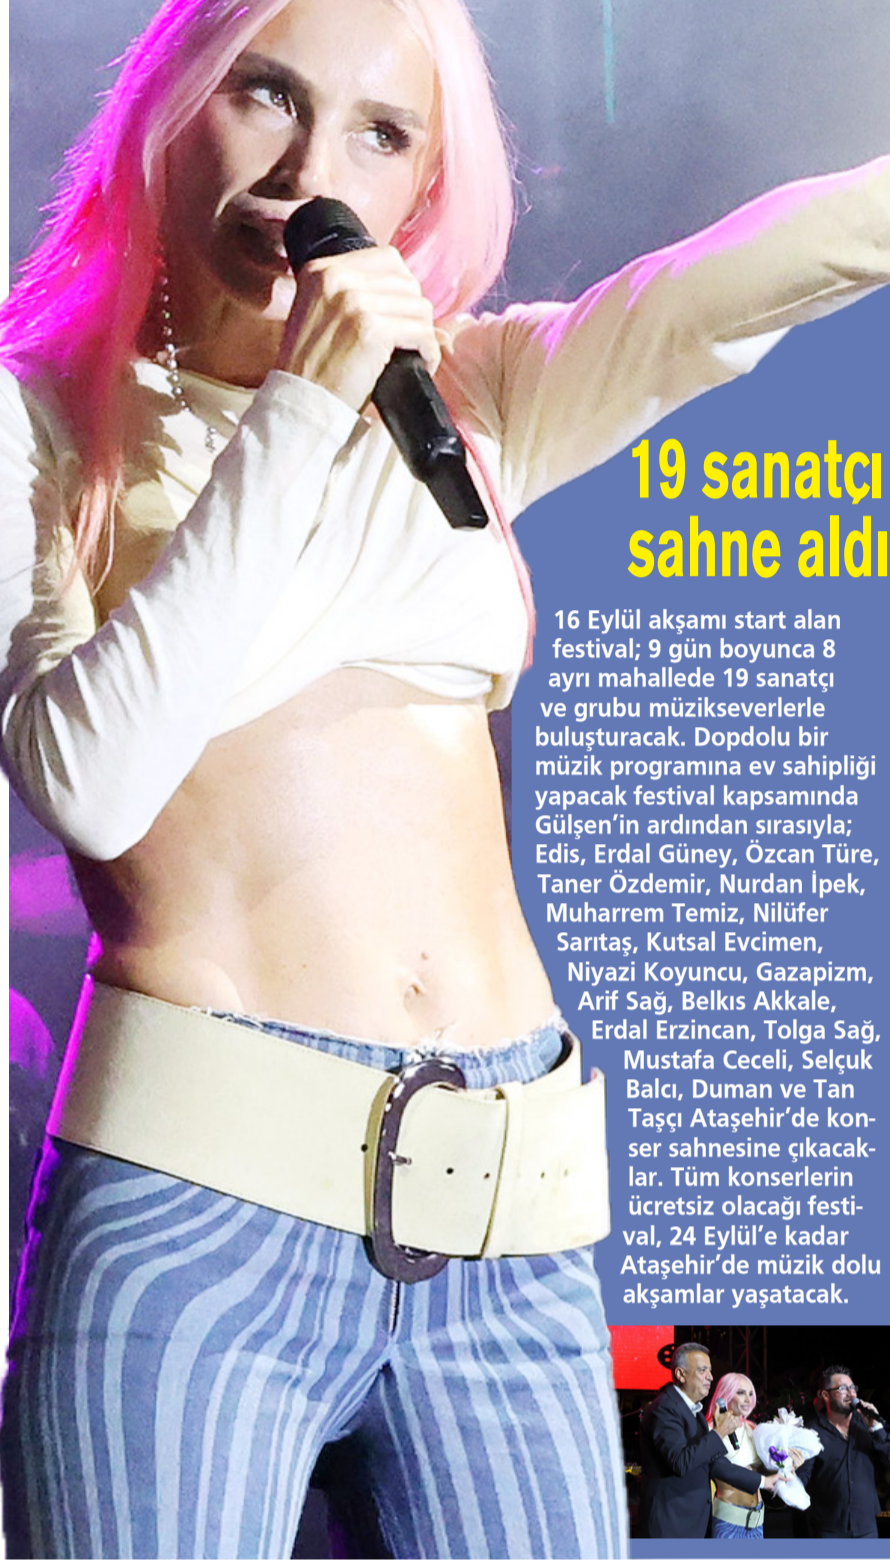 19 sanatçı
sahne aldı
16 Eylül akşamı start alan
festival; 9 gün boyunca 8
ayrı mahallede 19 sanatçı
ve grubu müzikseverlerle
buluşturacak. Dopdolu bir
müzik programına ev sahipliği
yapacak festival kapsamında
Gülşen’in ardından sırasıyla;
Edis, Erdal Güney, Özcan Türe,
Taner Özdemir, Nurdan İpek,
Muharrem Temiz, Nilüfer
Sarıtaş, Kutsal Evcimen,
Niyazi Koyuncu, Gazapizm,
Arif Sağ, Belkıs Akkale,
Erdal Erzincan, Tolga Sağ,
Mustafa Ceceli, Selçuk
Balcı, Duman ve Tan
Taşçı Ataşehir’de kon-
ser sahnesine çıkacak-
lar. Tüm konserlerin
ücretsiz olacağı festi-
val, 24 Eylül’e kadar
Ataşehir’de müzik dolu
akşamlar yaşatacak.